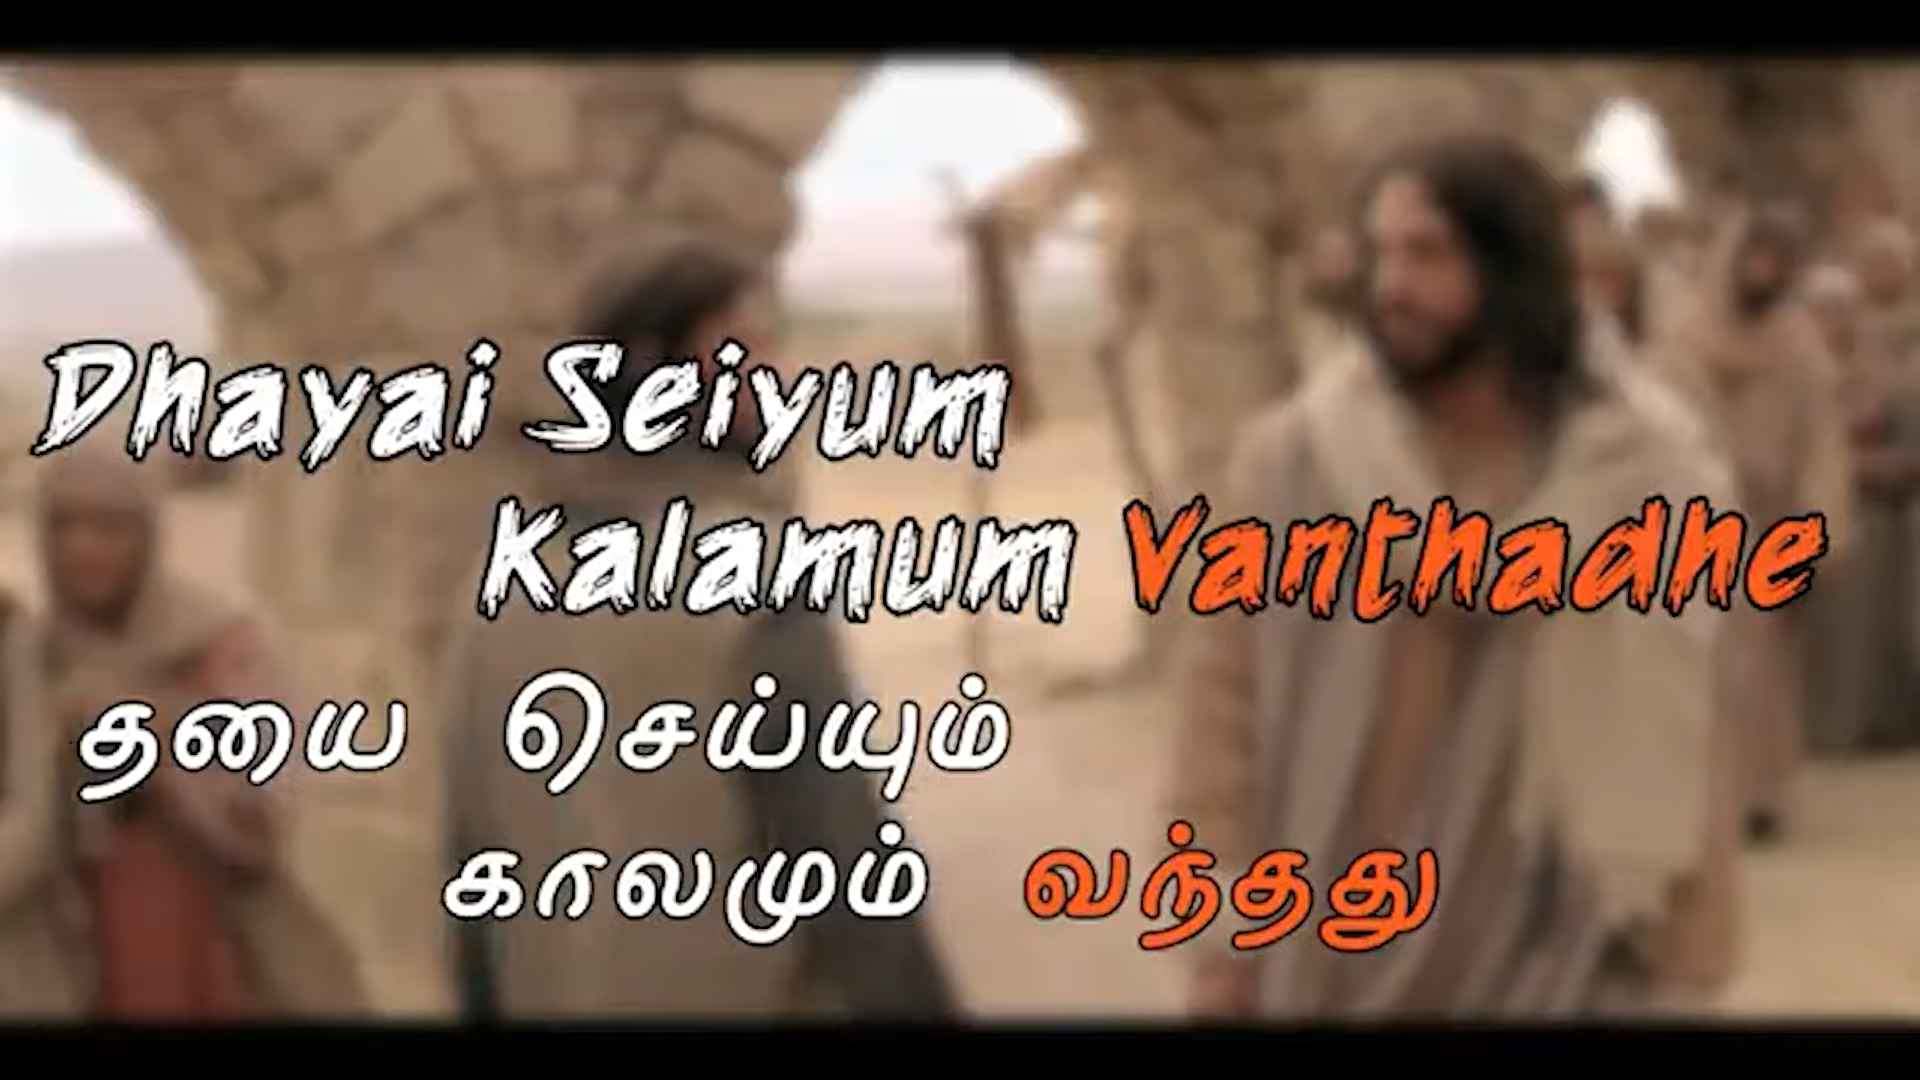 Dhayai Seiyum
Kalamum Vanthadhe
தயை செய்யும்
காலமும் வந்தது